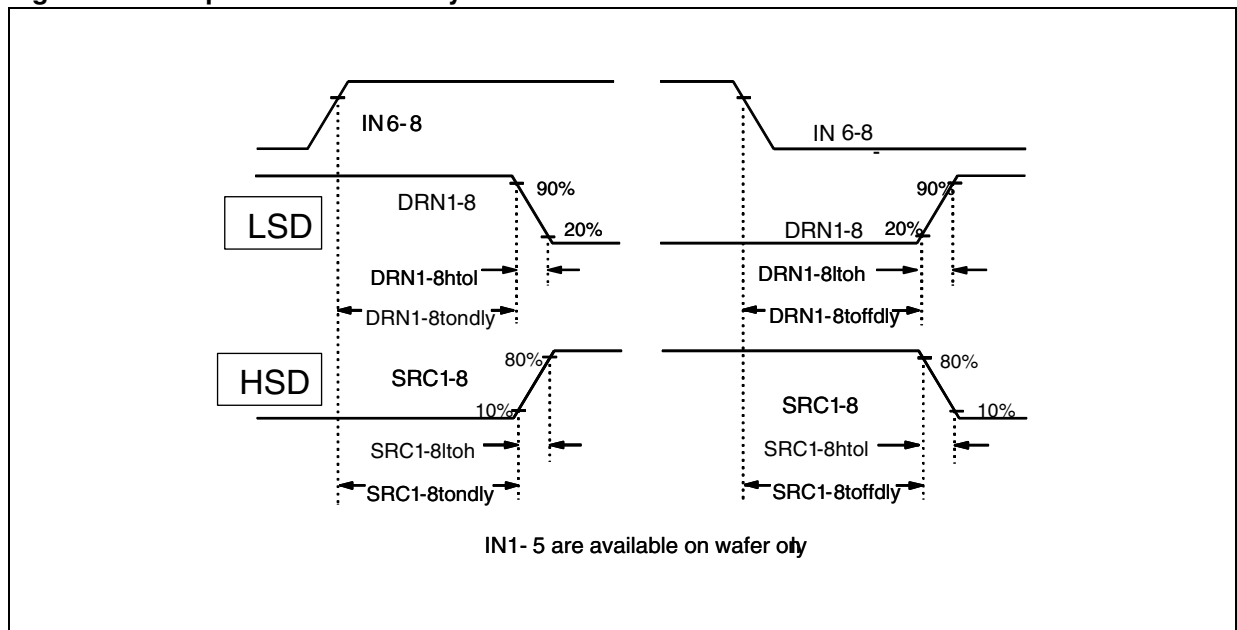 IN6-8
IN 6-8
DRN1-8
90%
20%
LSD
DRN1-8
90%
20%
DRN1-8htol
DRN1-8ltoh
DRN1-8tondly
DRN1-8toffdly
HSD
SRC1-8
80%
10%
SRC1-8
80%
10%
SRC1-8ltoh
SRC1-8htol
SRC1-8tondly
SRC1-8toffdly
IN1- 5 are available on wafer only